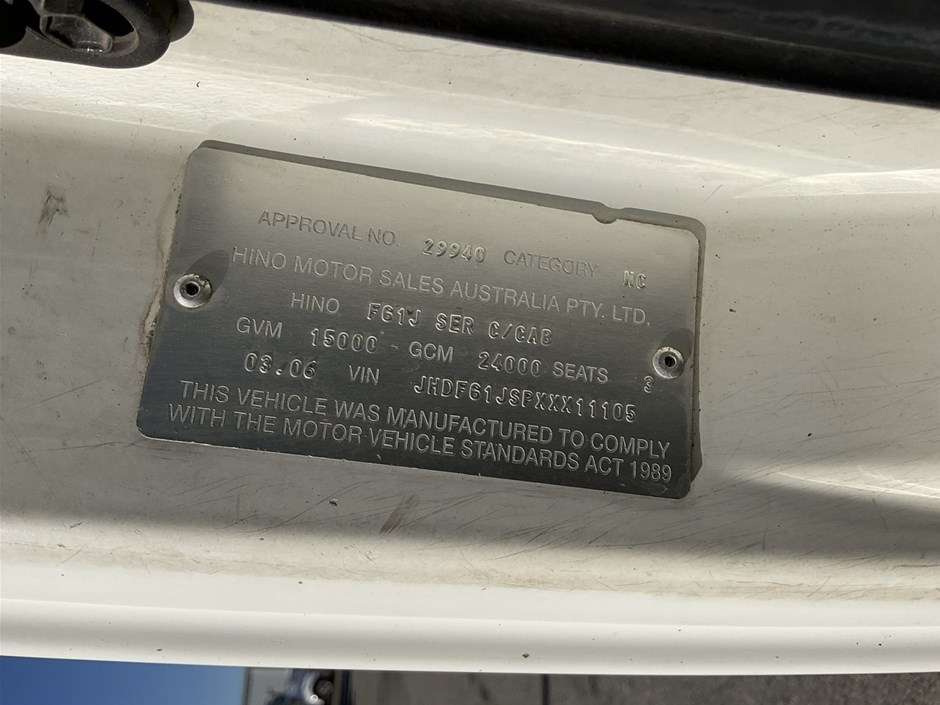 APPROVAL NO. 29940 CATEGORY NC
HINO MOTOR SALES AUSTRALIA PTY. LTD.
HINO FG1J SER C/CAB
GVM 15000 GCM 24000 SEATS 3
03.06 VIN JHDFG1JSPXXX11105
THIS VEHICLE WAS MANUFACTURED TO COMPLY
WITH THE MOTOR VEHICLE STANDARDS ACT 1989